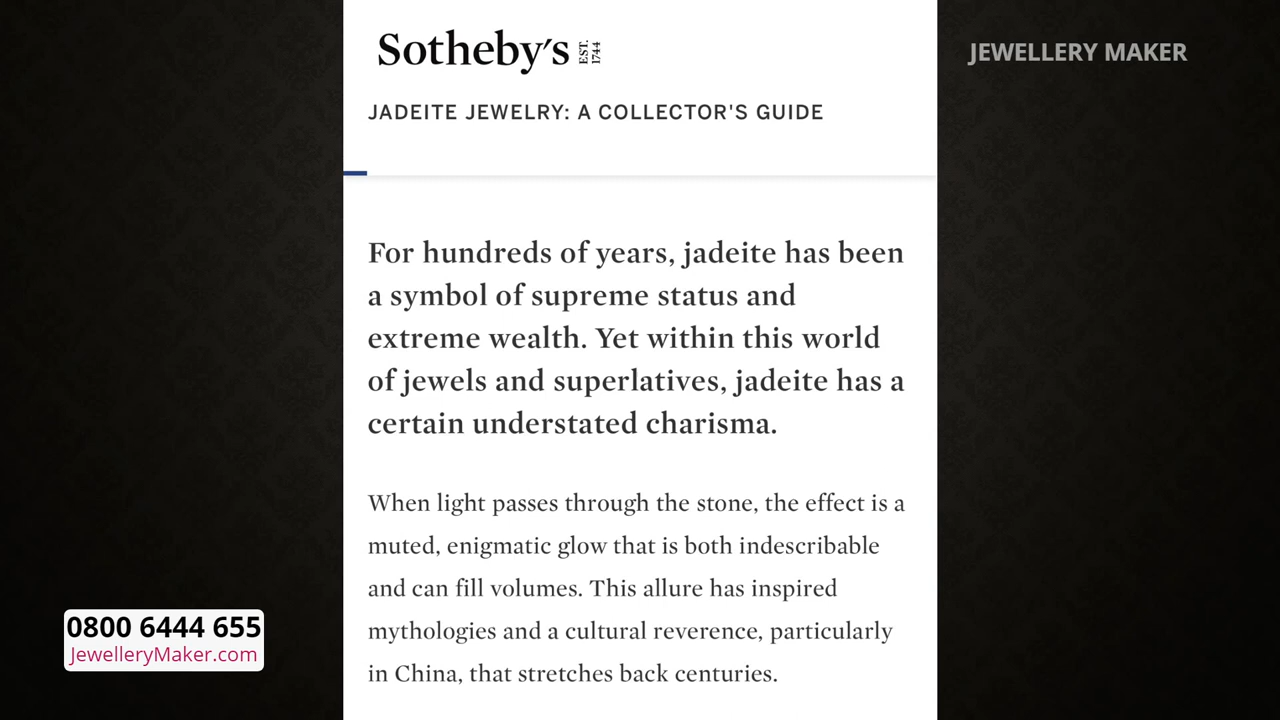 Sotheby's EST. 1744
JEWELLERY MAKER
JADEITE JEWELRY: A COLLECTOR'S GUIDE
For hundreds of years, jadeite has been
a symbol of supreme status and
extreme wealth. Yet within this world
of jewels and superlatives, jadeite has a
certain understated charisma.
When light passes through the stone, the effect is a
muted, enigmatic glow that is both indescribable
and can fill volumes. This allure has inspired
mythologies and a cultural reverence, particularly
in China, that stretches back centuries.
0800 6444 655
JewelleryMaker.com